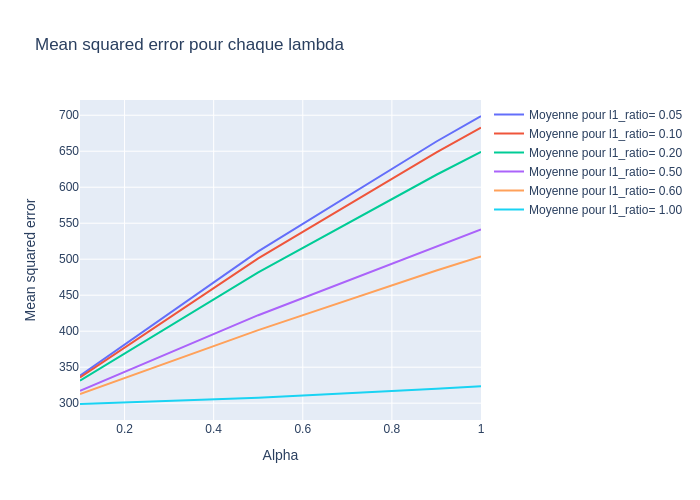 Mean squared error pour chaque lambda
700
650
600
550
500
450
400
350
300
Mean squared error
0.2
0.4
0.6
0.8
1
Alpha
Moyenne pour l1_ratio= 0.05
Moyenne pour l1_ratio= 0.10
Moyenne pour l1_ratio= 0.20
Moyenne pour l1_ratio= 0.50
Moyenne pour l1_ratio= 0.60
Moyenne pour l1_ratio= 1.00